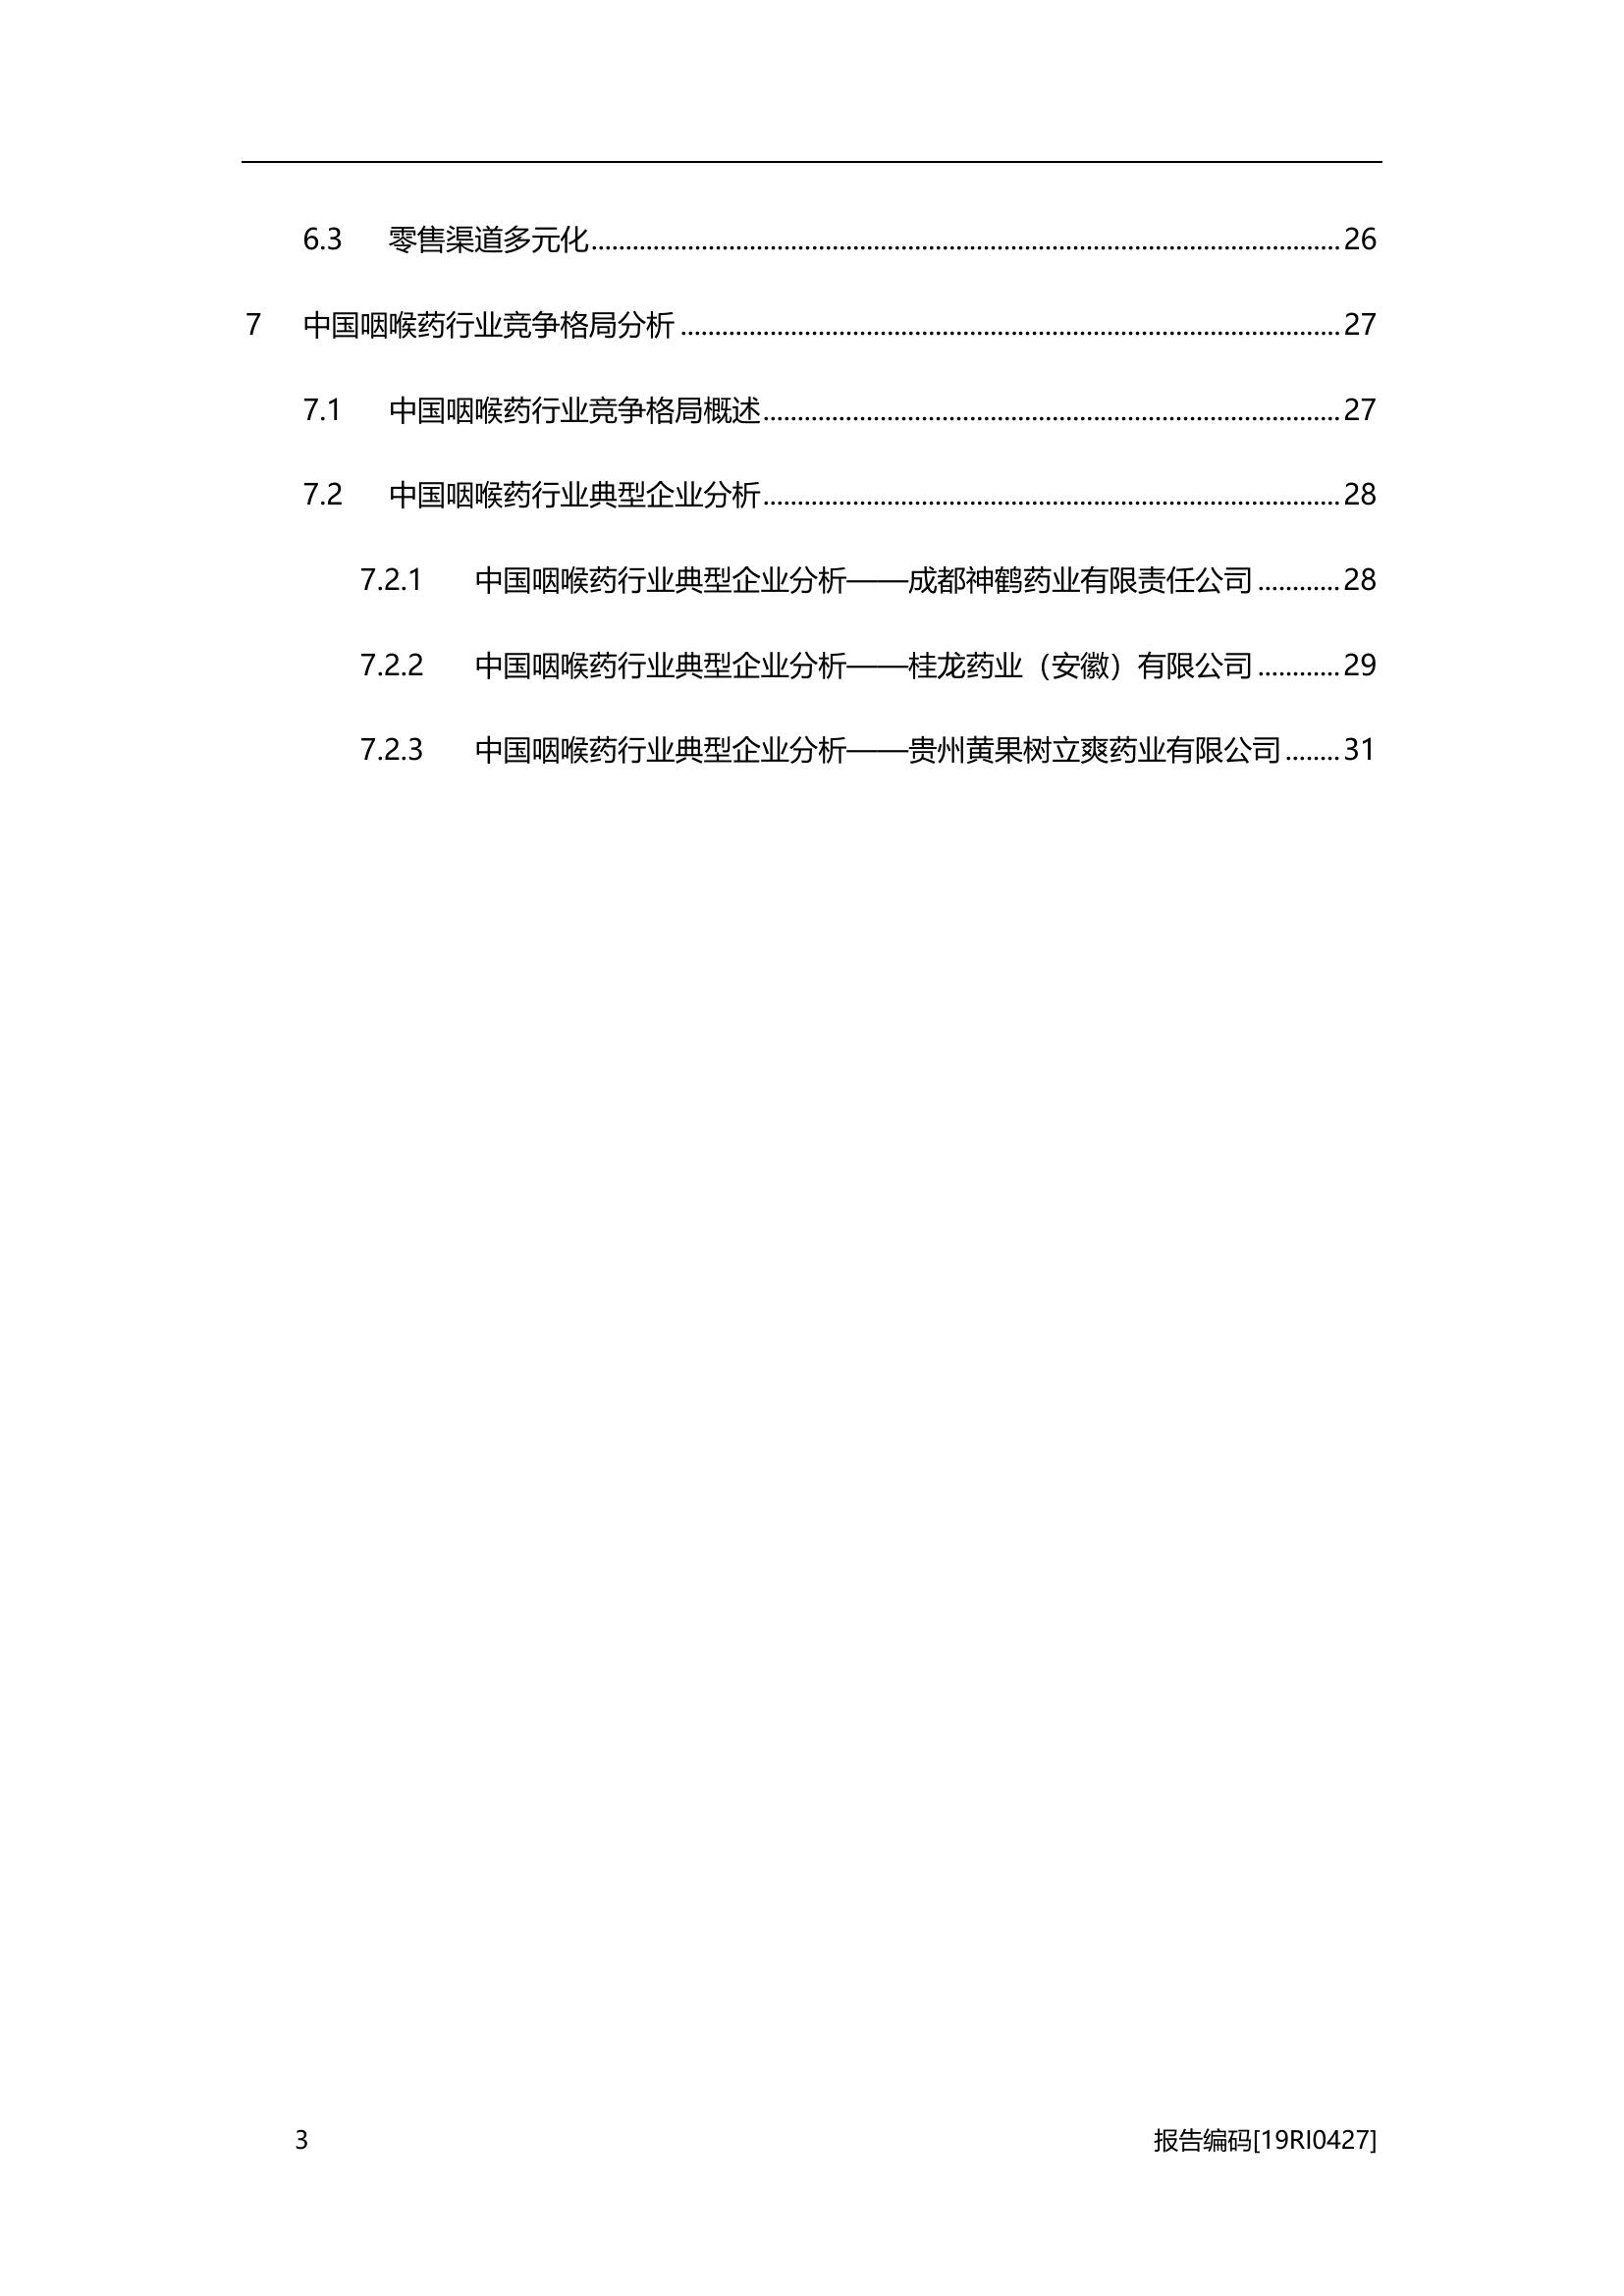 6.3 零售渠道多元化............................................................................................................. 26
7 中国咽喉药行业竞争格局分析 ................................................................................................ 27
7.1 中国咽喉药行业竞争格局概述.................................................................................... 27
7.2 中国咽喉药行业典型企业分析.................................................................................... 28
7.2.1 中国咽喉药行业典型企业分析——成都神鹤药业有限责任公司 ............ 28
7.2.2 中国咽喉药行业典型企业分析——桂龙药业（安徽）有限公司 ............ 29
7.2.3 中国咽喉药行业典型企业分析——贵州黄果树立爽药业有限公司 ........ 31
3 报告编码[19RI0427]